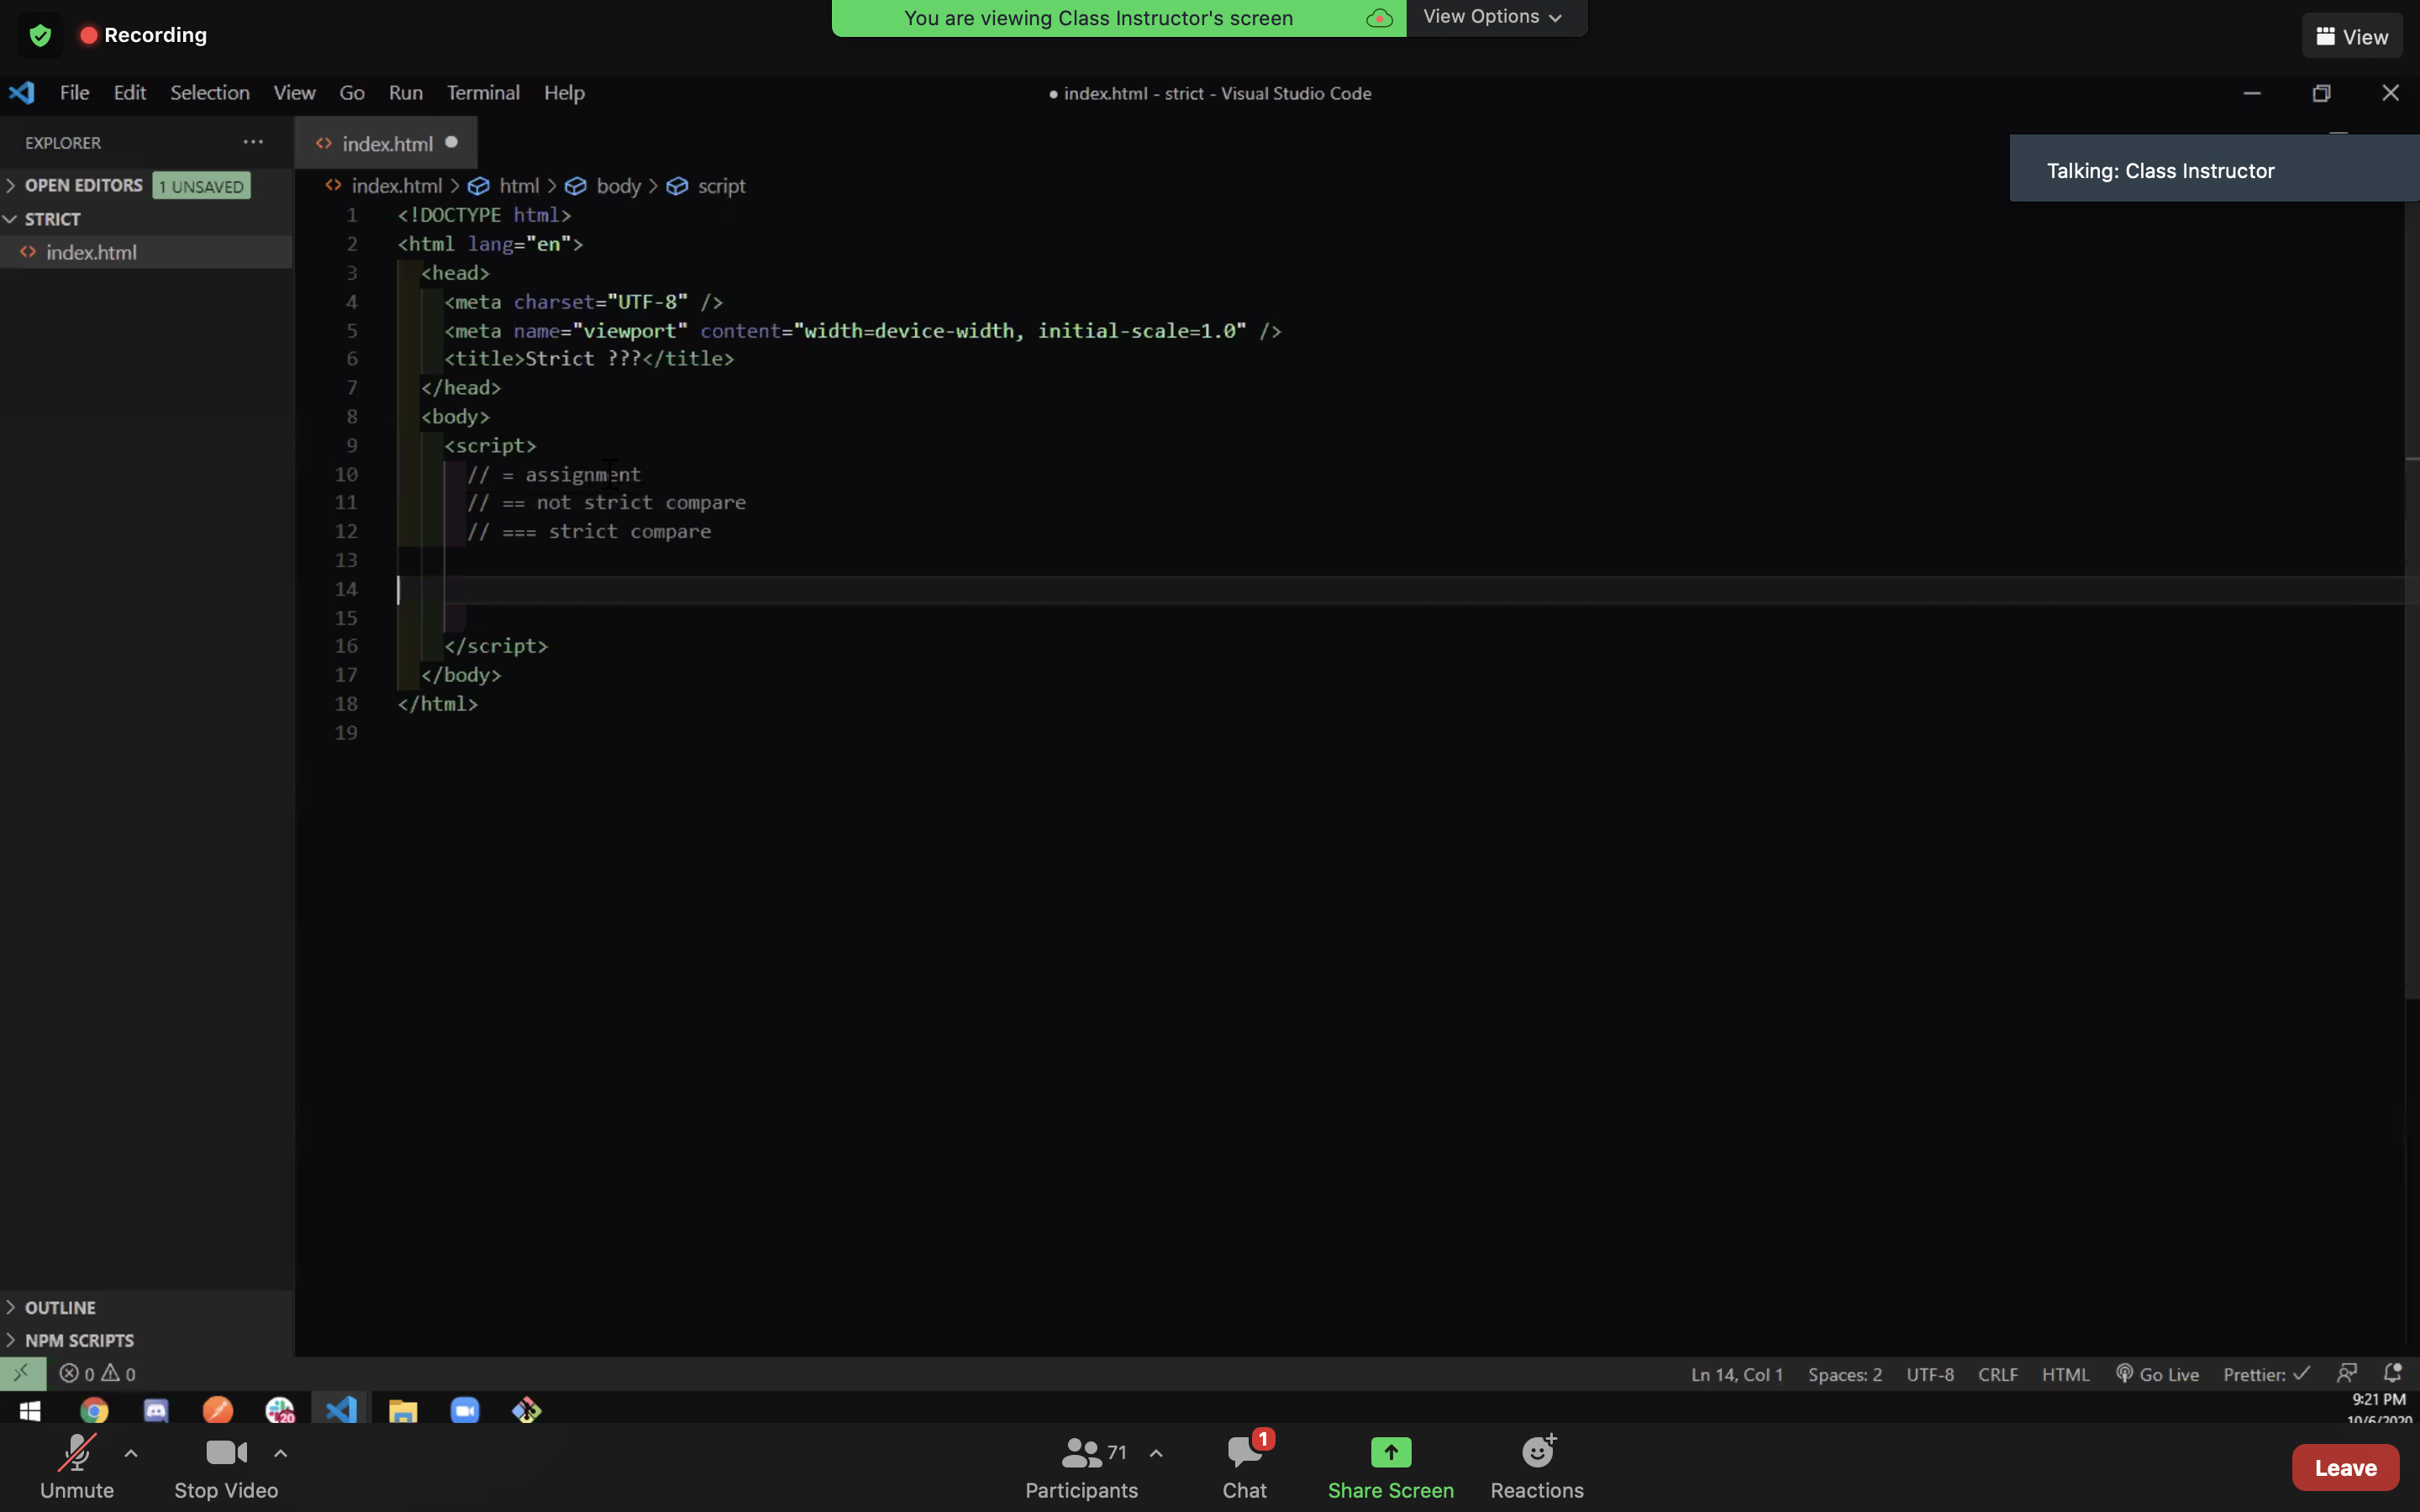 Recording
You are viewing Class Instructor's screen
View Options
View
File Edit Selection View Go Run Terminal Help
● index.html - strict - Visual Studio Code
EXPLORER
index.html
Talking: Class Instructor
OPEN EDITORS 1 UNSAVED
STRICT
index.html
index.html > html > body > script
1 <!DOCTYPE html>
2 <html lang="en">
3 <head>
4 <meta charset="UTF-8" />
5 <meta name="viewport" content="width=device-width, initial-scale=1.0" />
6 <title>Strict ???</title>
7 </head>
8 <body>
9 <script>
10 // = assignment
11 // == not strict compare
12 // === strict compare
13
14
15
16 </script>
17 </body>
18 </html>
19
OUTLINE
NPM SCRIPTS
0 0
Ln 14, Col 1 Spaces: 2 UTF-8 CRLF HTML Go Live Prettier: ✓
20
9:21 PM
10/6/2020
Unmute
Stop Video
71
Participants
1
Chat
Share Screen
Reactions
Leave